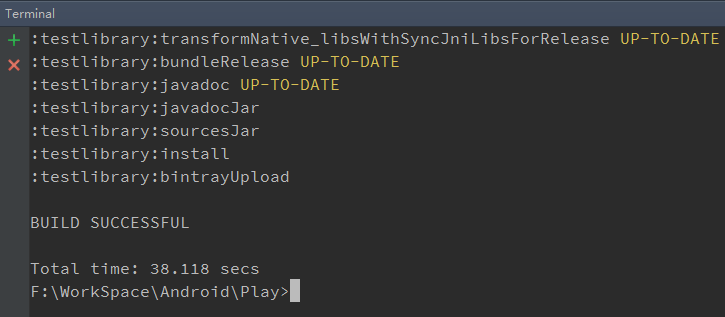 Terminal
:testlibrary:transformNative_libsWithSyncJniLibsForRelease UP-TO-DATE
:testlibrary:bundleRelease UP-TO-DATE
:testlibrary:javadoc UP-TO-DATE
:testlibrary:javadocJar
:testlibrary:sourcesJar
:testlibrary:install
:testlibrary:bintrayUpload
BUILD SUCCESSFUL
Total time: 38.118 secs
F:\WorkSpace\Android\Play>